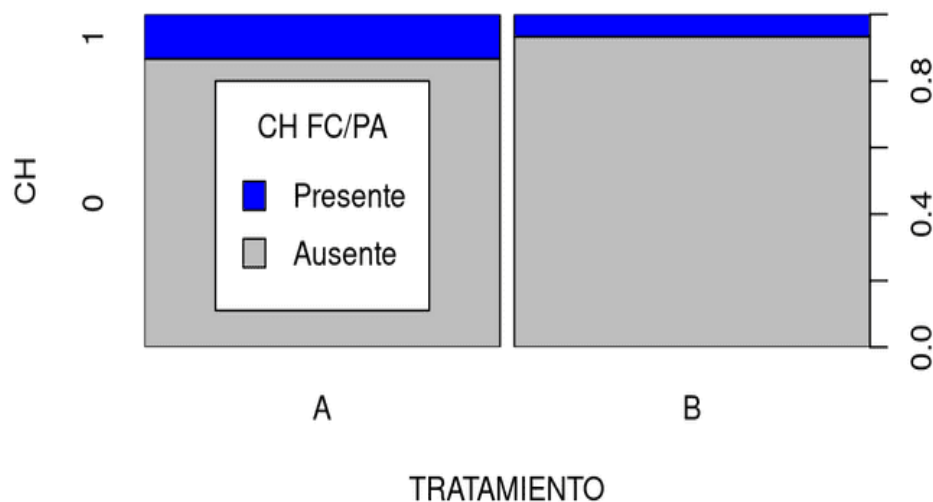 CH
1
0
CH FC/PA
Presente
Ausente
0.8
0.4
0.0
A
B
TRATAMIENTO